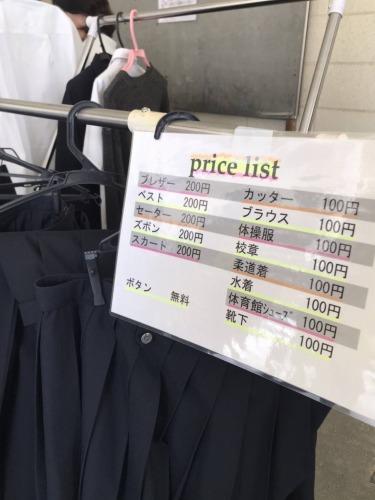 price list
ブレザー 200円
ベスト 200円
セーター 200円
ズボン 200円
スカート 200円
ボタン 無料
カッター 100円
ブラウス 100円
体操服 100円
校章 100円
柔道着 100円
水着 100円
体育館シューズ 100円
靴下 100円